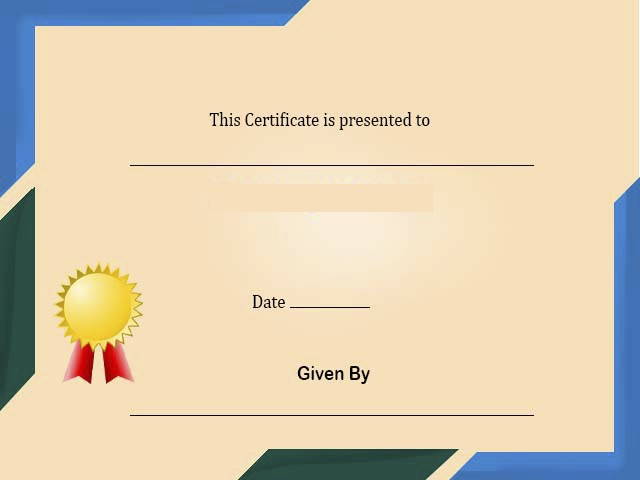 This Certificate is presented to
Date
Given By